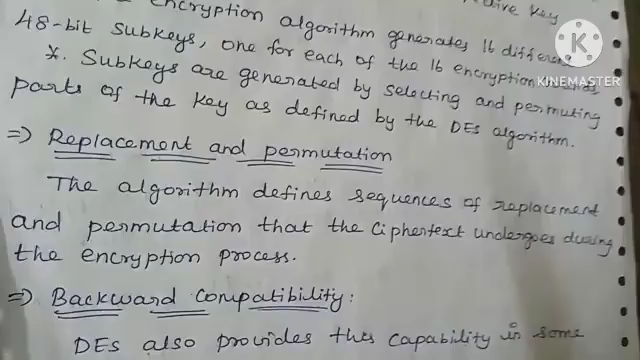 encryption algorithm generates 16 different
48-bit subkeys, one for each of the 16 encryption
*. Subkeys are generated by selecting and permuting
parts of the key as defined by the DES algorithm.
=> Replacement and permutation
The algorithm defines sequences of replacement
and permutation that the ciphertext undergoes during
the encryption process.
=> Backward compatibility:
DES also provides this capability in some
K
KINEMASTER